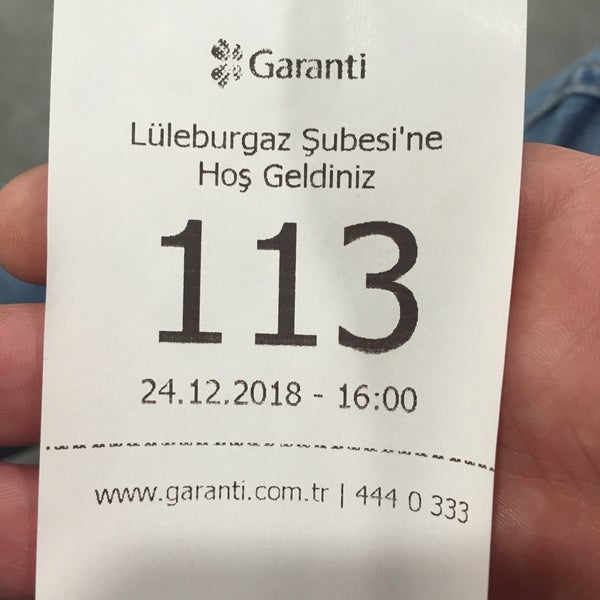 Garanti
Lüleburgaz Şubesi'ne
Hoş Geldiniz
113
24.12.2018 - 16:00
www.garanti.com.tr | 444 0 333